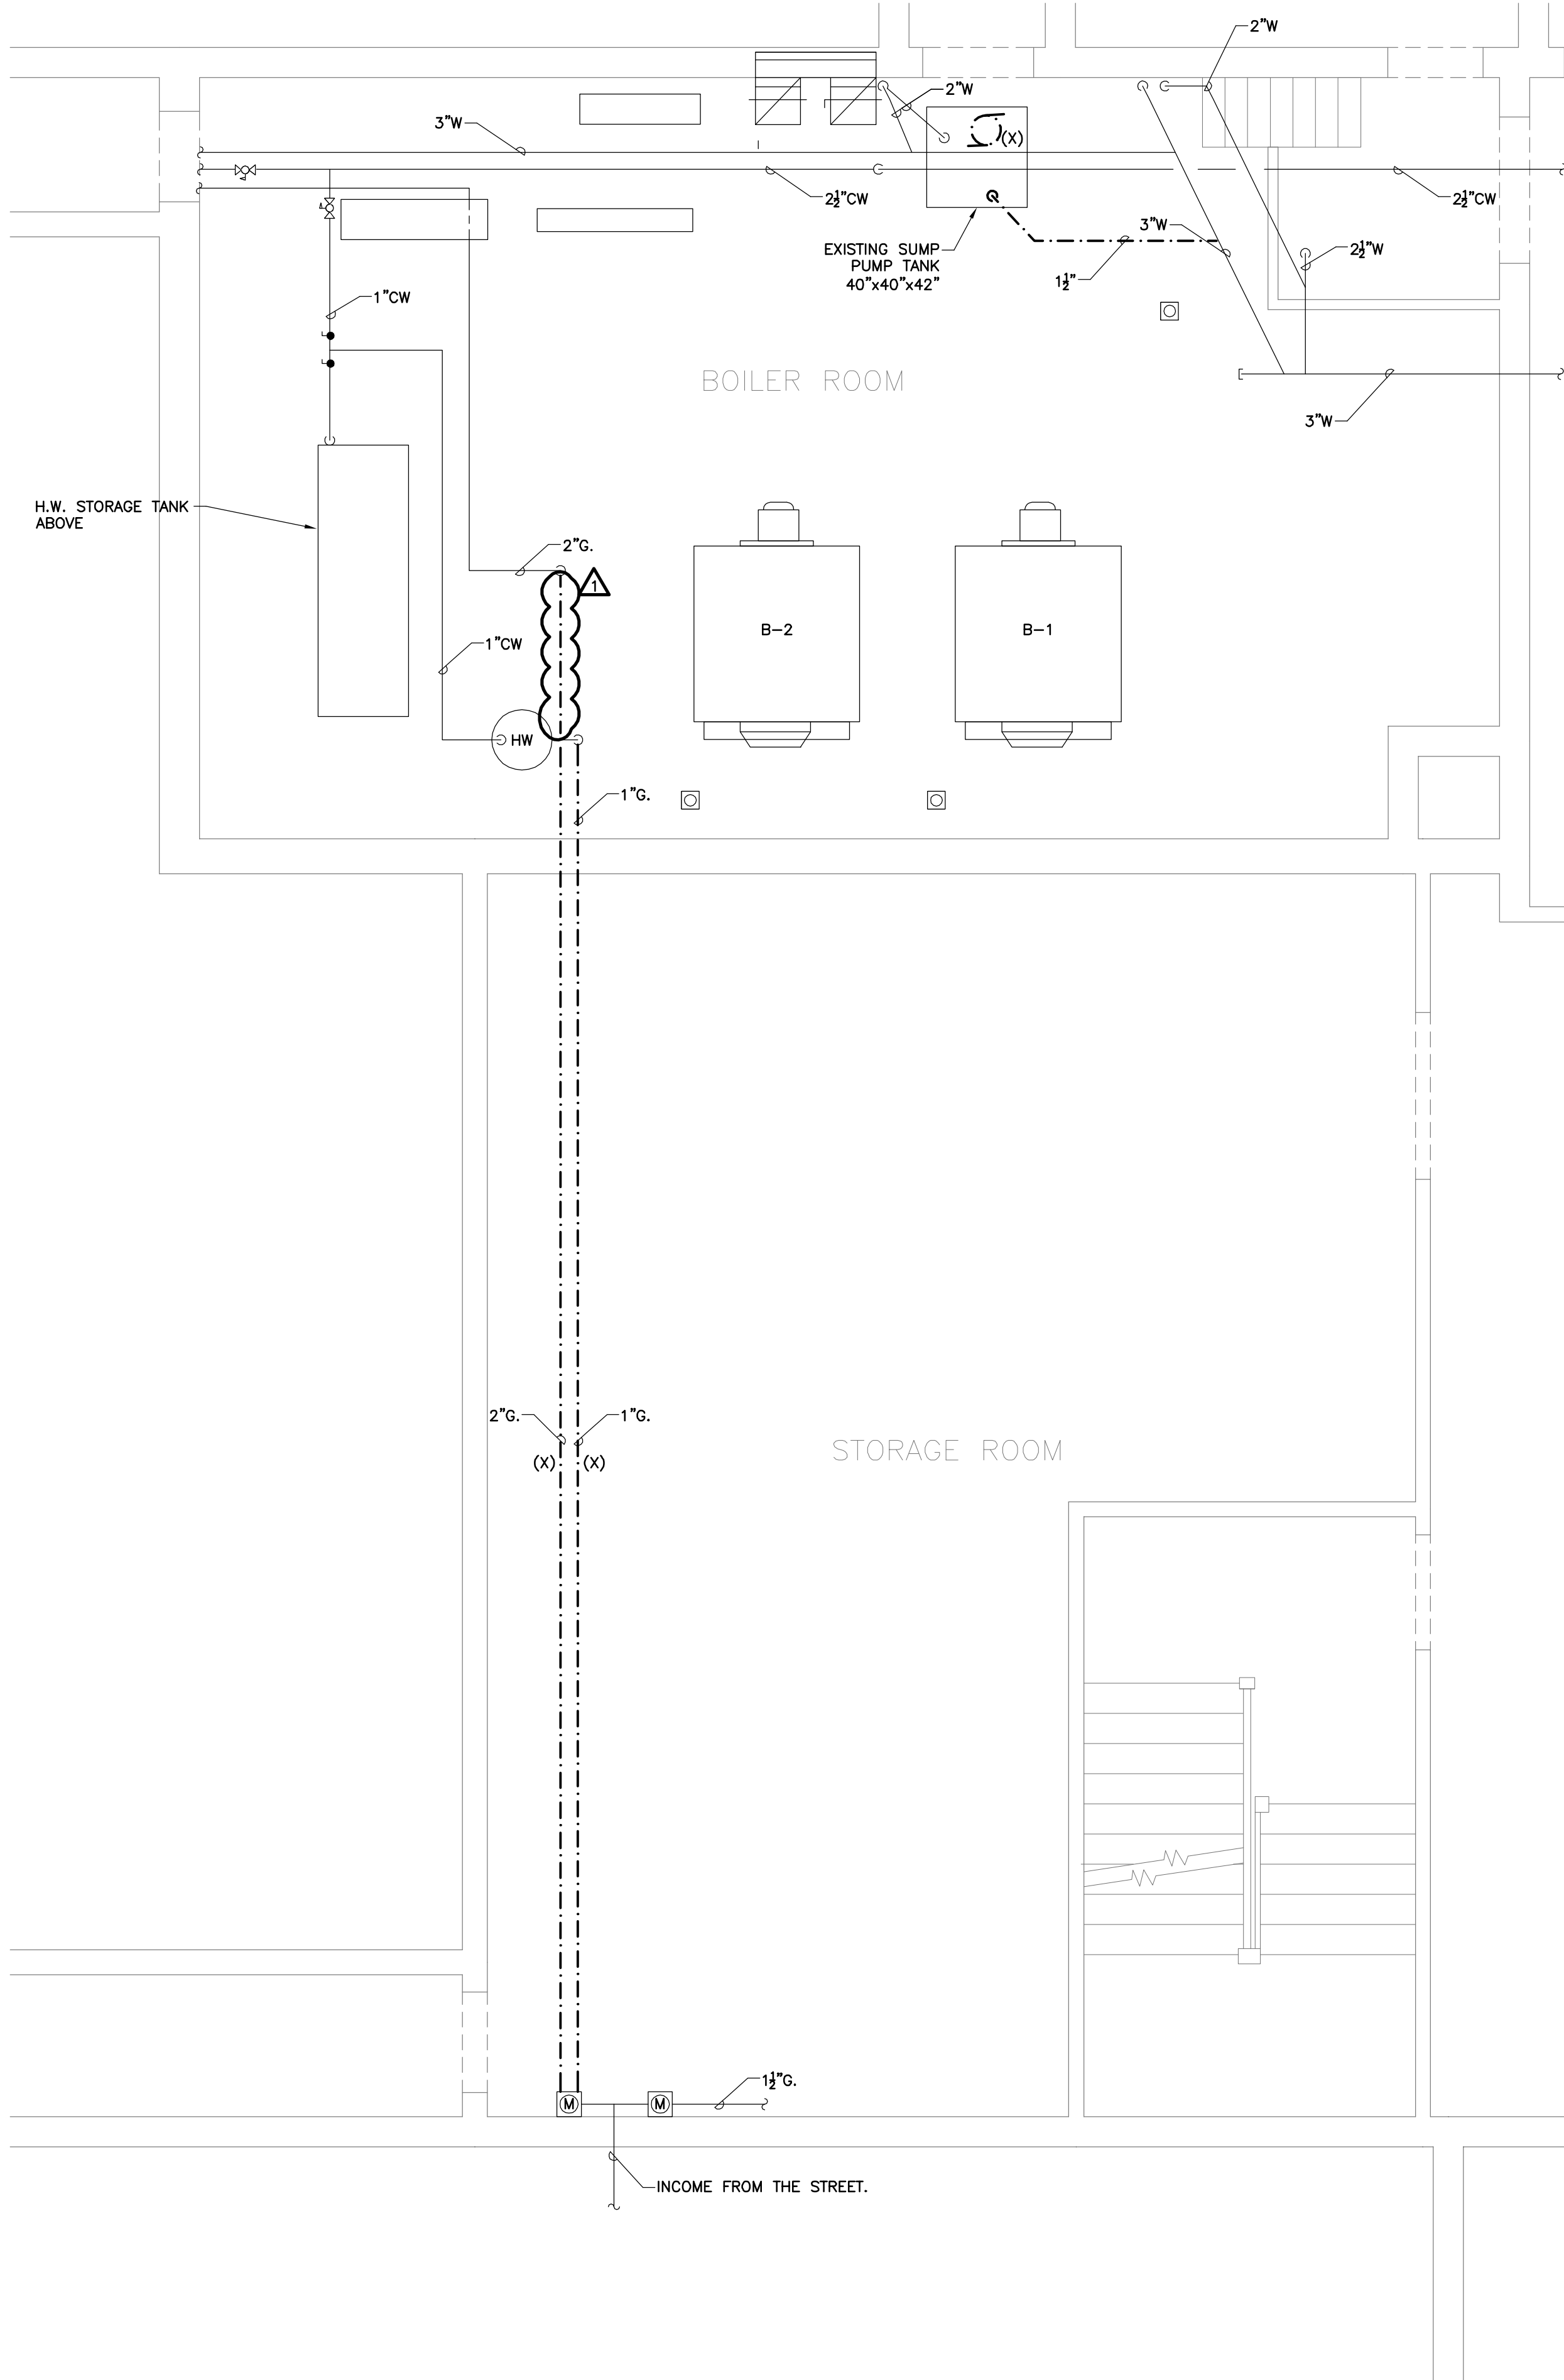 2"W
2"W
3"W
(X)
2½"CW
2½"CW
3"W
2½"W
EXISTING SUMP
PUMP TANK
40"x40"x42"
1½"
1"CW
BOILER ROOM
3"W
H.W. STORAGE TANK
ABOVE
2"G.
1
B-2
B-1
1"CW
HW
1"G.
2"G.
1"G.
(X)
(X)
STORAGE ROOM
1½"G.
M
M
INCOME FROM THE STREET.